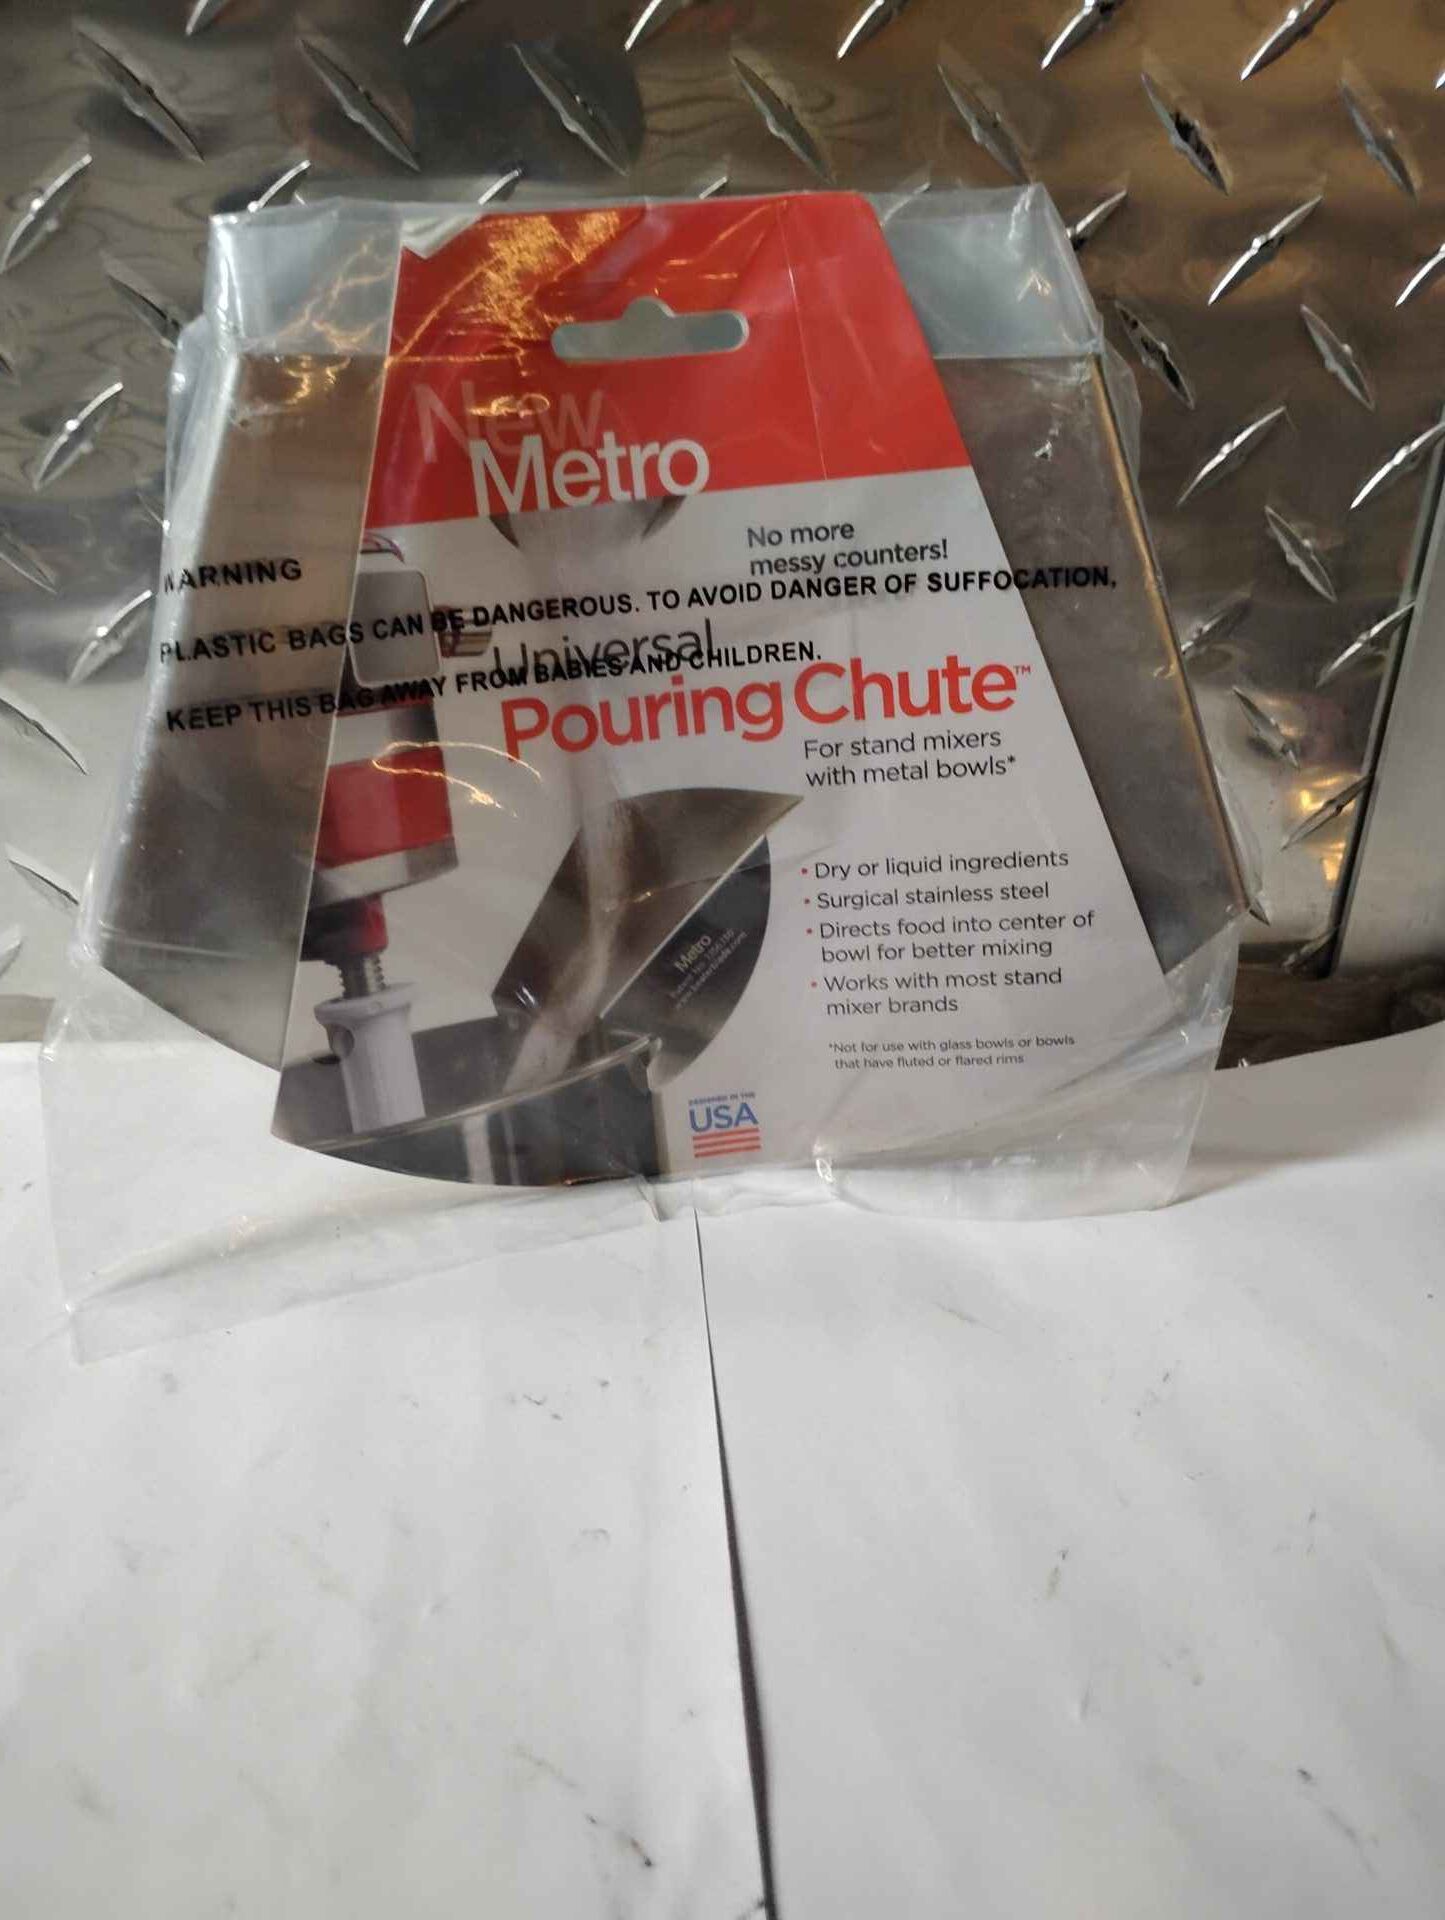 New
Metro
No more
messy counters!
WARNING
PLASTIC BAGS CAN BE DANGEROUS. TO AVOID DANGER OF SUFFOCATION,
KEEP THIS BAG AWAY FROM BABIES AND CHILDREN.
Universal
Pouring Chute™
For stand mixers
with metal bowls*
• Dry or liquid ingredients
• Surgical stainless steel
• Directs food into center of
bowl for better mixing
• Works with most stand
mixer brands
*Not for use with glass bowls or bowls
that have fluted or flared rims
Metro
DESIGNED IN THE
USA